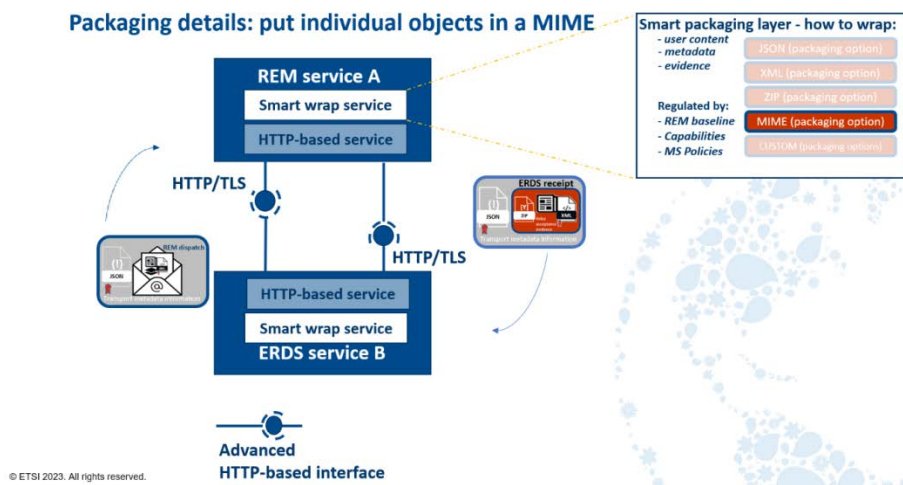 Packaging details: put individual objects in a MIME
Smart packaging layer - how to wrap:
- user content
- metadata
- evidence
JSON (packaging option)
XML (packaging option)
ZIP (packaging option)
Regulated by:
- REM baseline
- Capabilities
- MS Policies
MIME (packaging option)
CUSTOM (packaging option)
REM service A
Smart wrap service
HTTP-based service
HTTP/TLS
ERDS receipt
JSON
ZIP
XML
Relay
acceptance
evidence
Transport metadata information
REM dispatch
JSON
@
Transport metadata information
HTTP/TLS
HTTP-based service
Smart wrap service
ERDS service B
Advanced
HTTP-based interface
© ETSI 2023. All rights reserved.